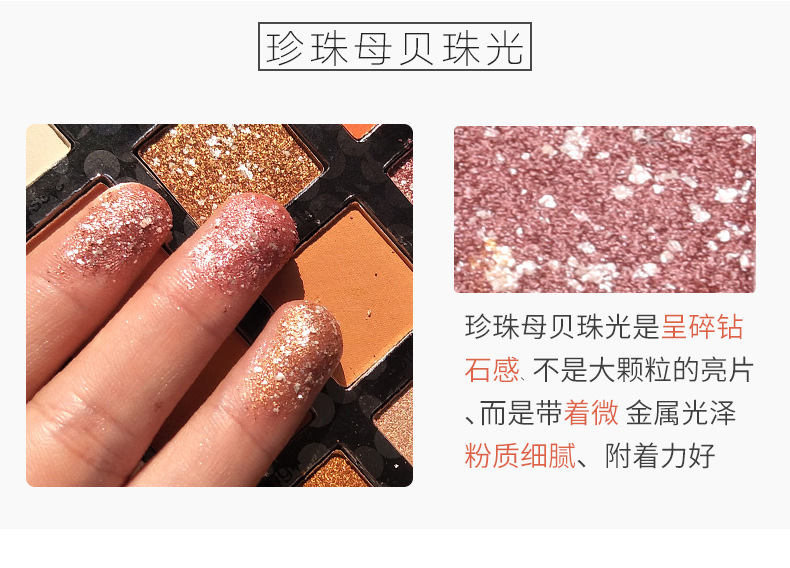 珍珠母贝珠光
珍珠母贝珠光是呈碎钻
石感、不是大颗粒的亮片
、而是带着微 金属光泽
粉质细腻、附着力好